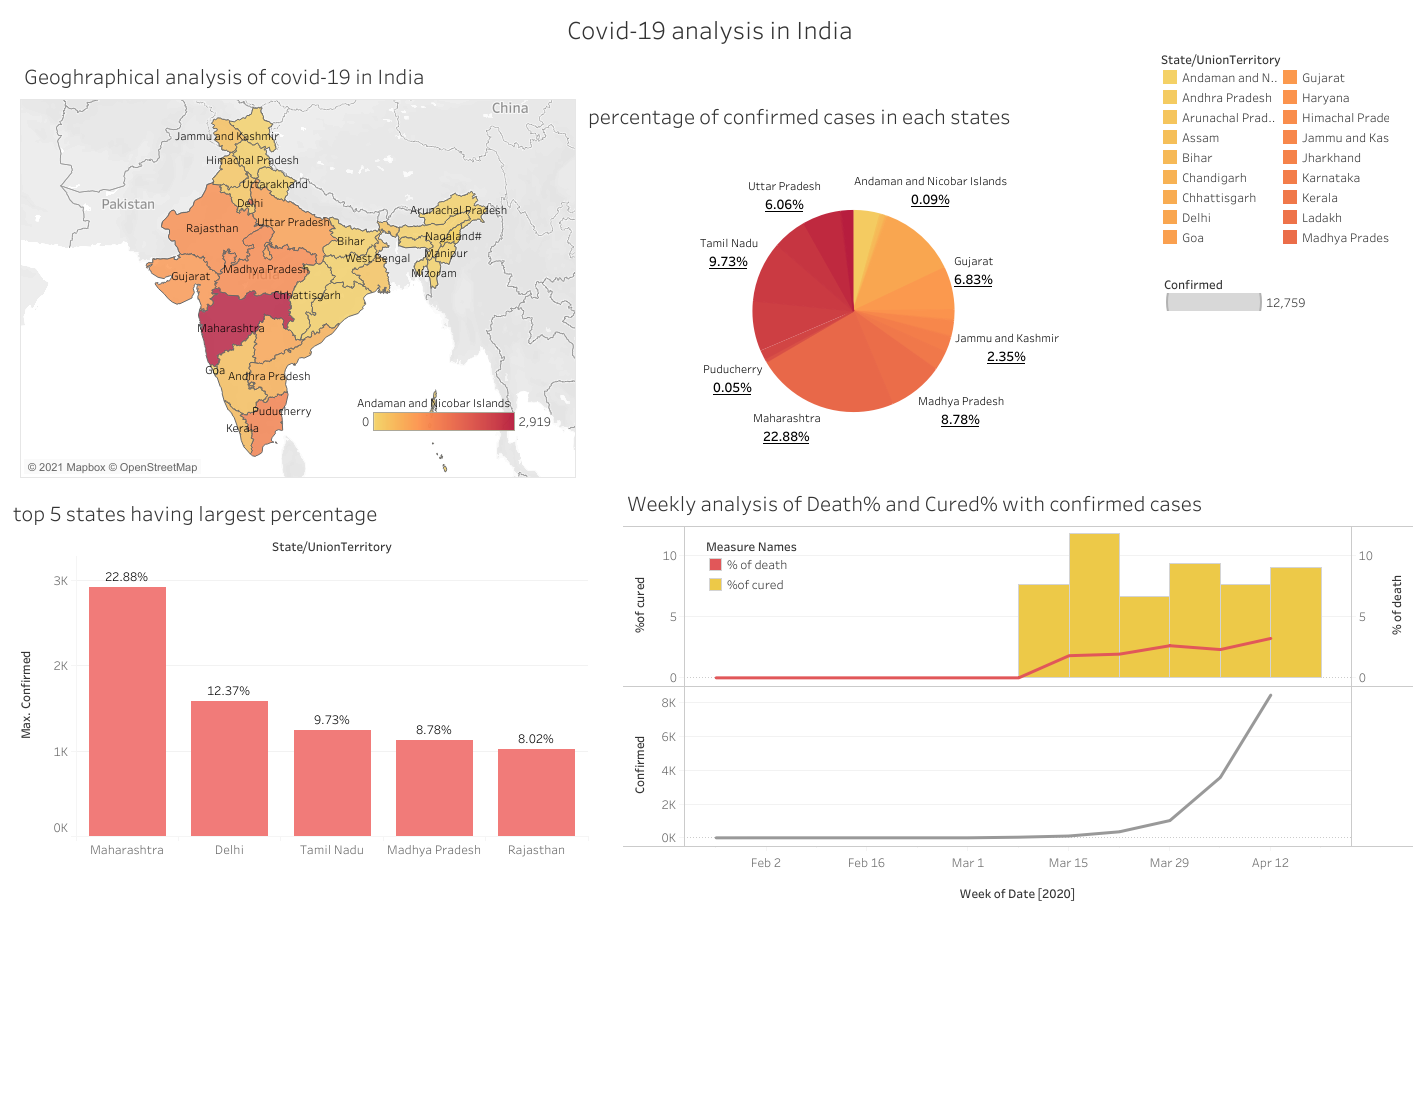 Covid-19 analysis in India
Geoghraphical analysis of covid-19 in India
China
Pakistan
India
Jammu and Kashmir
Himachal Pradesh
Uttarakhand
Delhi
Arunachal Pradesh
Rajasthan
Uttar Pradesh
Bihar
Nagaland#
Manipur
West Bengal
Mizoram
Gujarat
Madhya Pradesh
Chhattisgarh
Maharashtra
Goa
Andhra Pradesh
Puducherry
Kerala
Andaman and Nicobar Islands
0
2,919
© 2021 Mapbox © OpenStreetMap
percentage of confirmed cases in each states
Uttar Pradesh
6.06%
Andaman and Nicobar Islands
0.09%
Tamil Nadu
9.73%
Gujarat
6.83%
Jammu and Kashmir
2.35%
Puducherry
0.05%
Maharashtra
22.88%
Madhya Pradesh
8.78%
State/UnionTerritory
Andaman and N..
Andhra Pradesh
Arunachal Prad..
Assam
Bihar
Chandigarh
Chhattisgarh
Delhi
Goa
Gujarat
Haryana
Himachal Prade
Jammu and Kas
Jharkhand
Karnataka
Kerala
Ladakh
Madhya Prades
Confirmed
12,759
top 5 states having largest percentage
State/UnionTerritory
Max. Confirmed
3K
2K
1K
0K
22.88%
12.37%
9.73%
8.78%
8.02%
Maharashtra
Delhi
Tamil Nadu
Madhya Pradesh
Rajasthan
Weekly analysis of Death% and Cured% with confirmed cases
Measure Names
% of death
%of cured
%of cured
10
5
0
10
5
0
% of death
Confirmed
8K
6K
4K
2K
0K
Feb 2
Feb 16
Mar 1
Mar 15
Mar 29
Apr 12
Week of Date [2020]